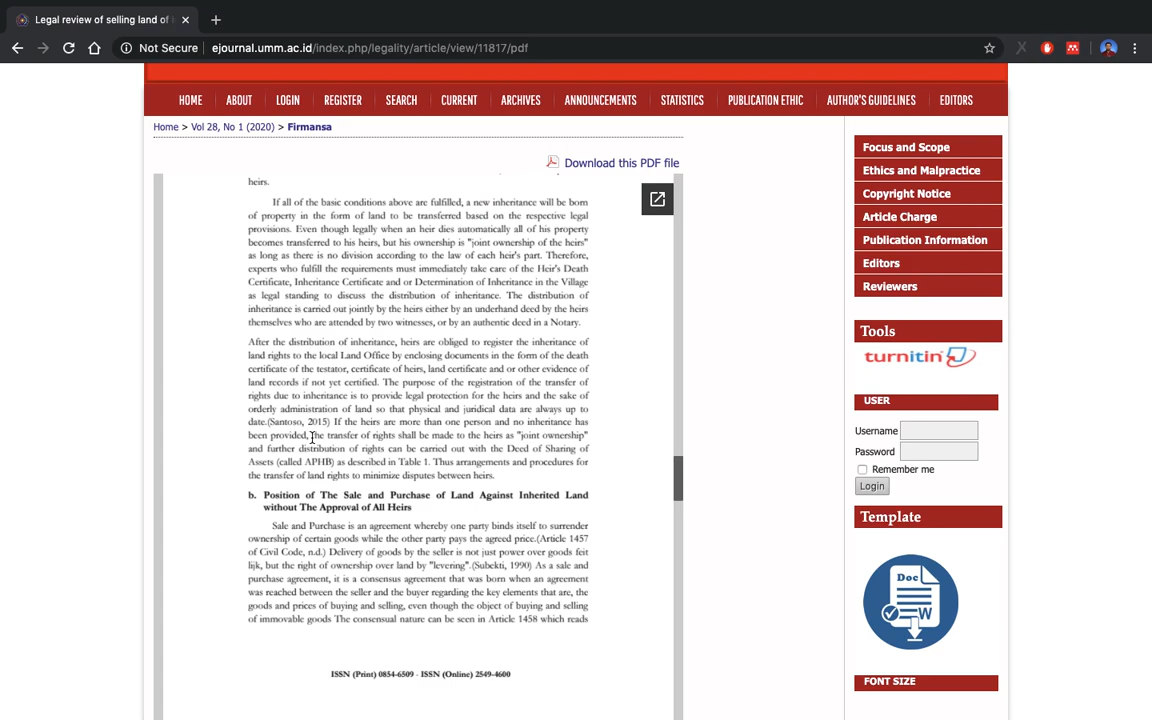 Legal review of selling land of
Not Secure ejournal.umm.ac.id/index.php/legality/article/view/11817/pdf
HOME ABOUT LOGIN REGISTER SEARCH CURRENT ARCHIVES ANNOUNCEMENTS STATISTICS PUBLICATION ETHIC AUTHOR'S GUIDELINES EDITORS
Home > Vol 28, No 1 (2020) > Firmansa
Download this PDF file
heirs.
If all of the basic conditions above are fulfilled, a new inheritance will be born
of property in the form of land to be transferred based on the respective legal
provisions. Even though legally when an heir dies automatically all of his property
becomes transferred to his heirs, but his ownership is "joint ownership of the heirs"
as long as there is no division according to the law of each heir's part. Therefore,
experts who fulfill the requirements must immediately take care of the Heir's Death
Certificate, Inheritance Certificate and or Determination of Inheritance in the Village
as legal standing to discuss the distribution of inheritance. The distribution of
inheritance is carried out jointly by the heirs either by an underhand deed by the heirs
themselves who are attended by two witnesses, or by an authentic deed in a Notary.
After the distribution of inheritance, heirs are obliged to register the inheritance of
land rights to the local Land Office by enclosing documents in the form of the death
certificate of the testator, certificate of heirs, land certificate and or other evidence of
land records if not yet certified. The purpose of the registration of the transfer of
rights due to inheritance is to provide legal protection for the heirs and the sake of
orderly administration of land so that physical and juridical data are always up to
date.(Santoso, 2015) If the heirs are more than one person and no inheritance has
been provided, the transfer of rights shall be made to the heirs as "joint ownership"
and further distribution of rights can be carried out with the Deed of Sharing of
Assets (called APHB) as described in Table 1. Thus arrangements and procedures for
the transfer of land rights to minimize disputes between heirs.
b. Position of The Sale and Purchase of Land Against Inherited Land
without The Approval of All Heirs
Sale and Purchase is an agreement whereby one party binds itself to surrender
ownership of certain goods while the other party pays the agreed price.(Article 1457
of Civil Code, n.d.) Delivery of goods by the seller is not just power over goods feit
lijk, but the right of ownership over land by "levering".(Subekti, 1990) As a sale and
purchase agreement, it is a consensus agreement that was born when an agreement
was reached between the seller and the buyer regarding the key elements that are, the
goods and prices of buying and selling, even though the object of buying and selling
of immovable goods The consensual nature can be seen in Article 1458 which reads
ISSN (Print) 0854-6509 - ISSN (Online) 2549-4600
Focus and Scope
Ethics and Malpractice
Copyright Notice
Article Charge
Publication Information
Editors
Reviewers
Tools
turnitin
USER
Username
Password
Remember me
Login
Template
Doc
W
FONT SIZE